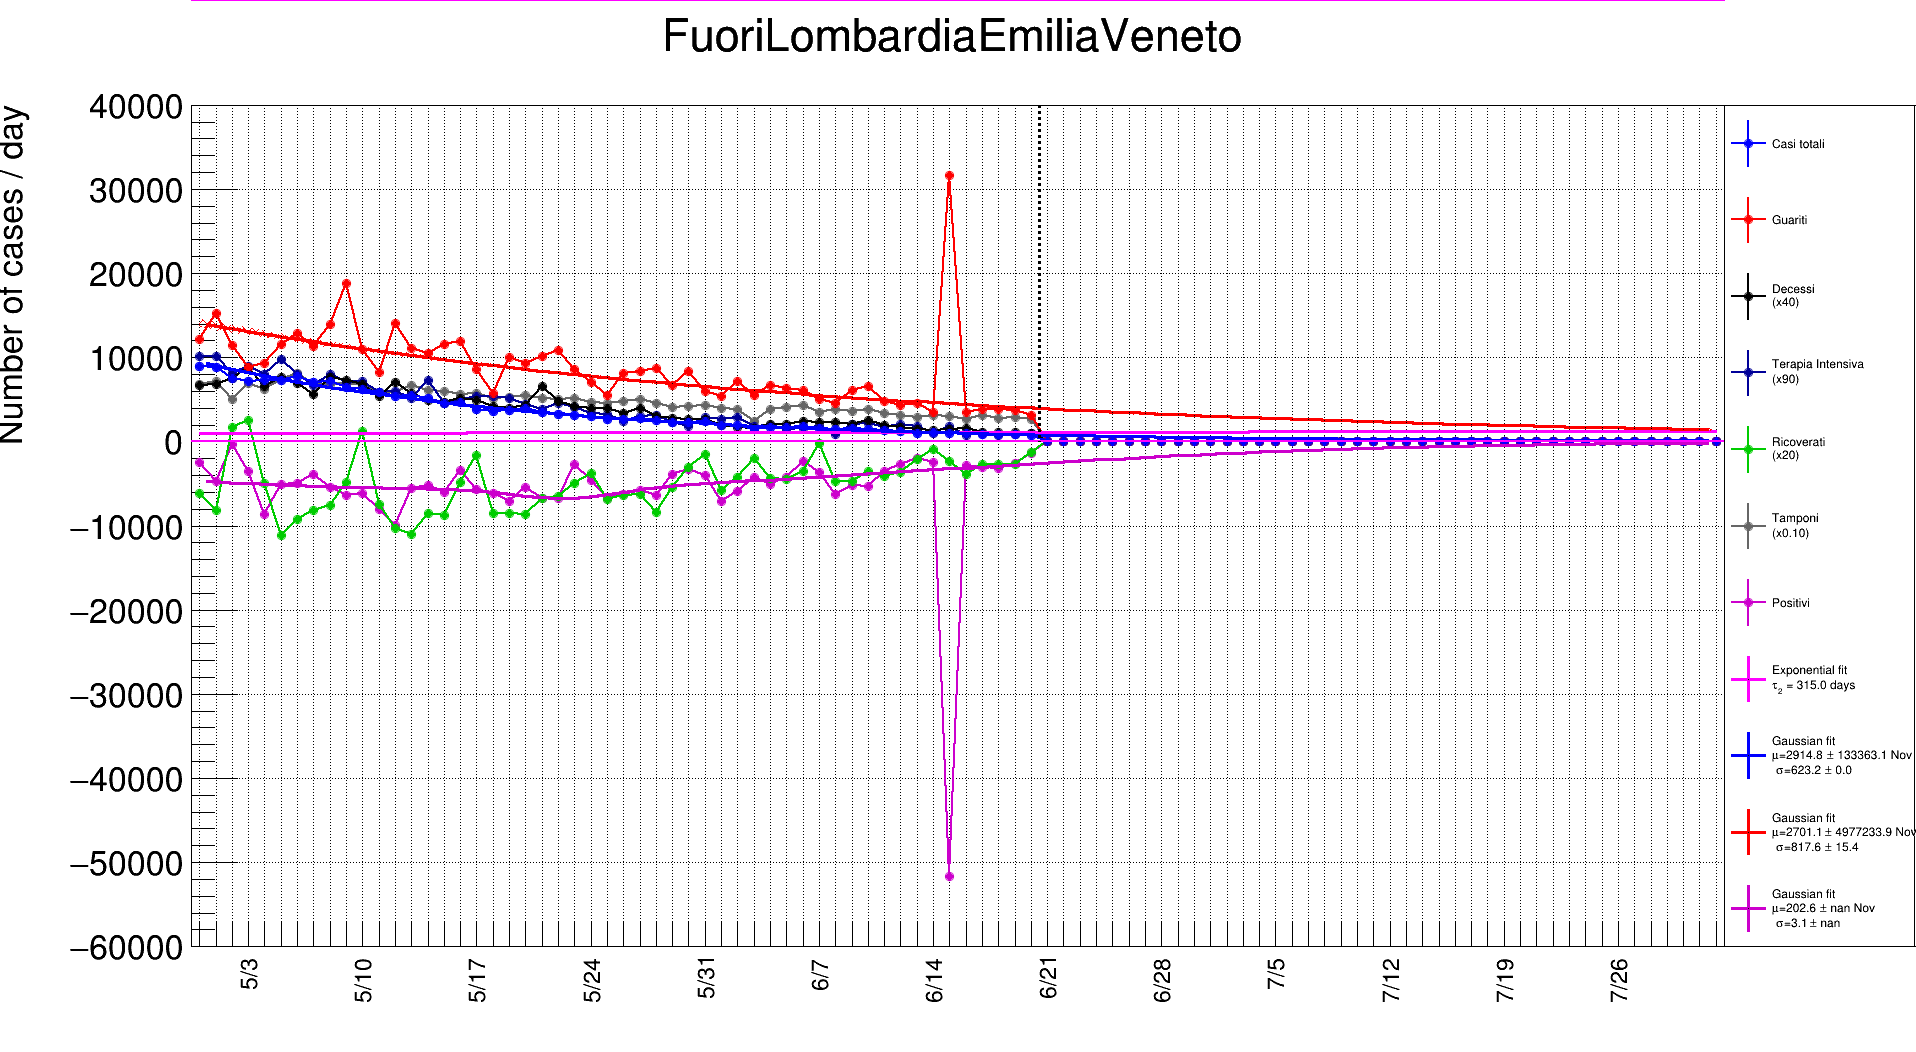 FuoriLombardiaEmiliaVeneto
Number of cases / day
40000
30000
20000
10000
0
−10000
−20000
−30000
−40000
−50000
−60000
5/3
5/10
5/17
5/24
5/31
6/7
6/14
6/21
6/28
7/5
7/12
7/19
7/26
Casi totali
Guariti
Decessi
(x40)
Terapia Intensiva
(x90)
Ricoverati
(x20)
Tamponi
(x0.10)
Positivi
Exponential fit
τ2 = 315.0 days
Gaussian fit
μ=2914.8 ± 133363.1 Nov
σ=623.2 ± 0.0
Gaussian fit
μ=2701.1 ± 4977233.9 Nov
σ=817.6 ± 15.4
Gaussian fit
μ=202.6 ± nan Nov
σ=3.1 ± nan